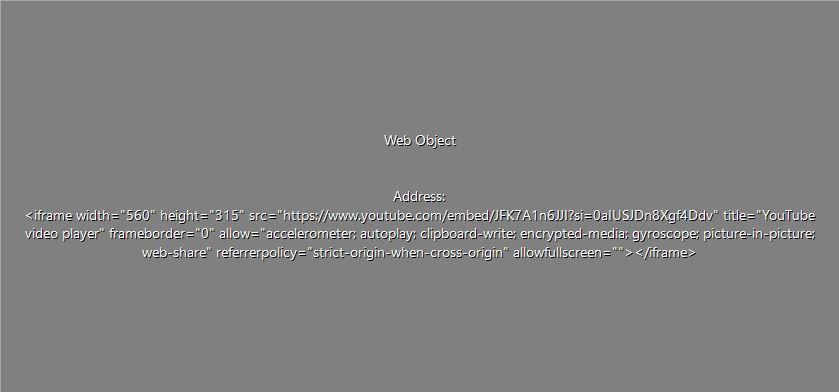 Web Object
Address:
<iframe width="560" height="315" src="https://www.youtube.com/embed/JFK7A1n6JJI?si=0aIUSJDn8Xgf4Ddv" title="YouTube
video player" frameborder="0" allow="accelerometer; autoplay; clipboard-write; encrypted-media; gyroscope; picture-in-picture;
web-share" referrerpolicy="strict-origin-when-cross-origin" allowfullscreen=""></iframe>